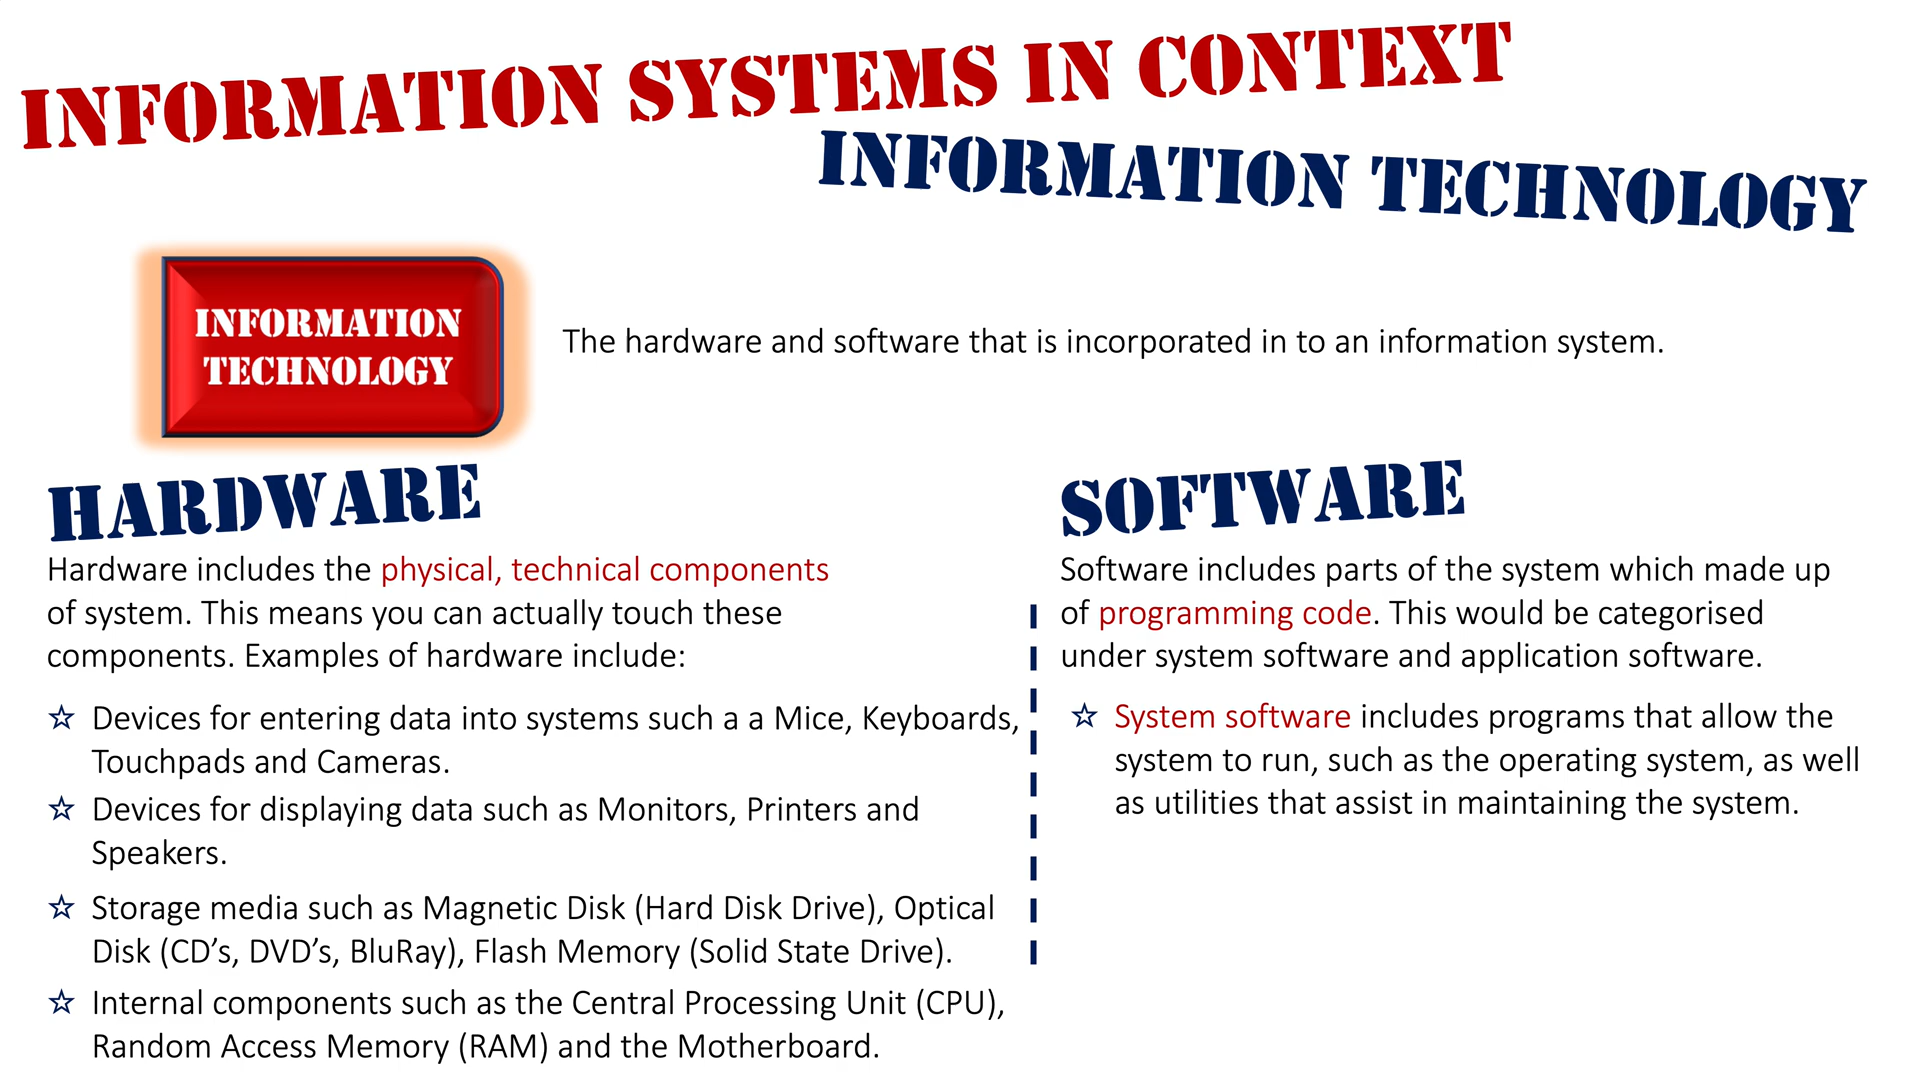 INFORMATION SYSTEMS IN CONTEXT
INFORMATION TECHNOLOGY
INFORMATION
TECHNOLOGY
The hardware and software that is incorporated in to an information system.
HARDWARE
Hardware includes the physical, technical components
of system. This means you can actually touch these
components. Examples of hardware include:
☆ Devices for entering data into systems such a a Mice, Keyboards,
Touchpads and Cameras.
☆ Devices for displaying data such as Monitors, Printers and
Speakers.
☆ Storage media such as Magnetic Disk (Hard Disk Drive), Optical
Disk (CD’s, DVD’s, BluRay), Flash Memory (Solid State Drive).
☆ Internal components such as the Central Processing Unit (CPU),
Random Access Memory (RAM) and the Motherboard.
SOFTWARE
Software includes parts of the system which made up
of programming code. This would be categorised
under system software and application software.
☆ System software includes programs that allow the
system to run, such as the operating system, as well
as utilities that assist in maintaining the system.